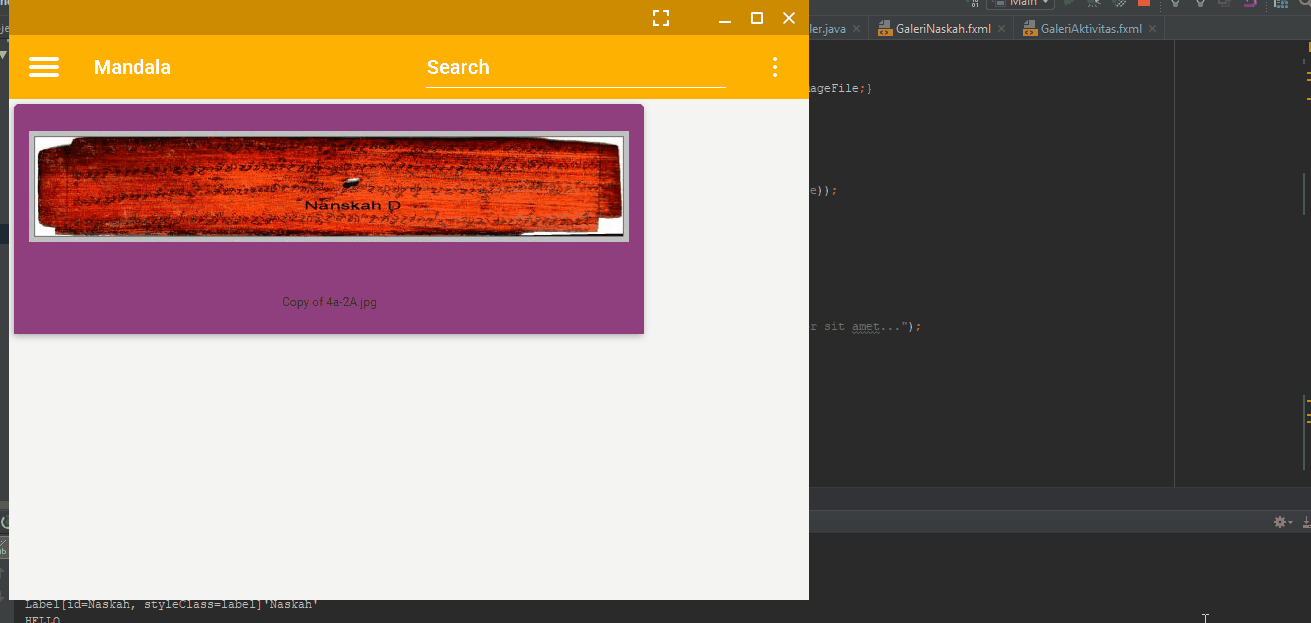 Main
ler.java
GaleriNaskah.fxml
GaleriAktivitas.fxml
Mandala
Search
ageFile;}
Nanskah D
e));
Copy of 4a-2A.jpg
r sit amet...");
Label[id=Naskah, styleClass=label]'Naskah'
HELLO